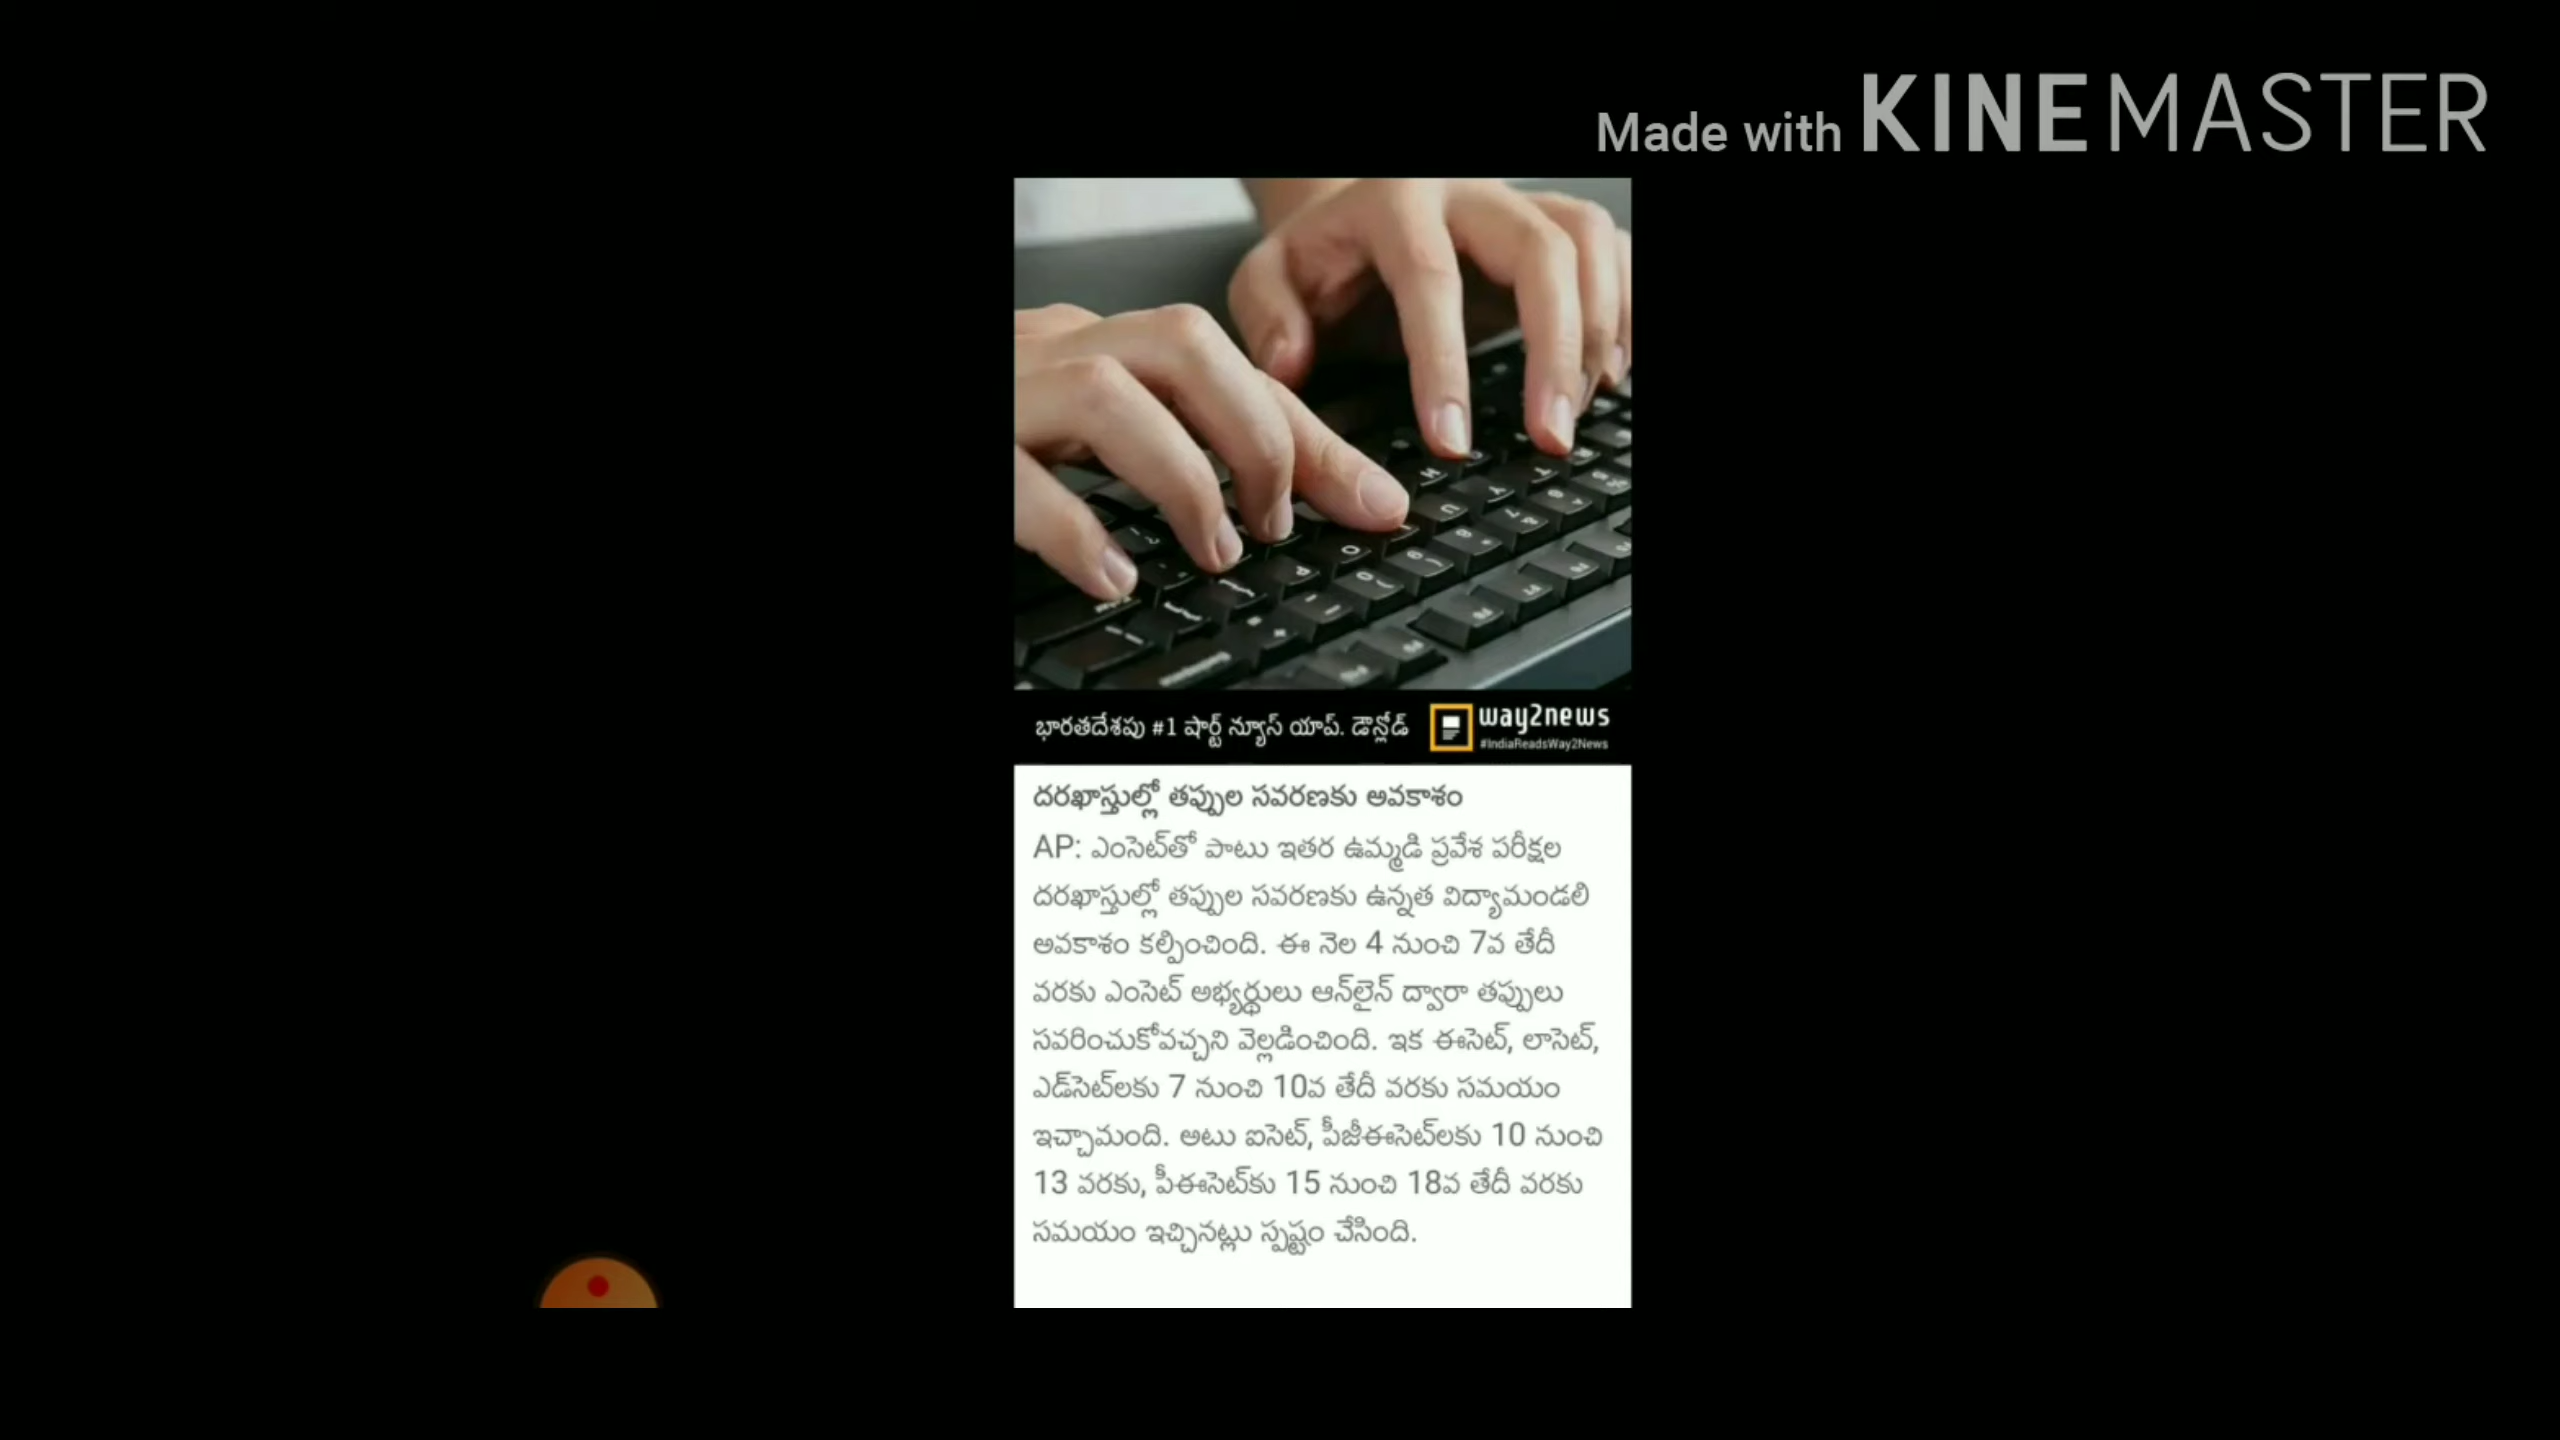 Made with KINEMASTER
భారతదేశపు #1 షార్ట్ న్యూస్ యాప్. డౌన్లోడ్
way2news
#IndiaReadsWay2News
దరఖాస్తుల్లో తప్పుల సవరణకు అవకాశం
AP: ఎంసెట్‌తో పాటు ఇతర ఉమ్మడి ప్రవేశ పరీక్షల
దరఖాస్తుల్లో తప్పుల సవరణకు ఉన్నత విద్యామండలి
అవకాశం కల్పించింది. ఈ నెల 4 నుంచి 7వ తేదీ
వరకు ఎంసెట్ అభ్యర్థులు ఆన్‌లైన్ ద్వారా తప్పులు
సవరించుకోవచ్చని వెల్లడించింది. ఇక ఈసెట్, లాసెట్,
ఎడ్‌సెట్‌లకు 7 నుంచి 10వ తేదీ వరకు సమయం
ఇచ్చామంది. అటు ఐసెట్, పీజీఈసెట్‌లకు 10 నుంచి
13 వరకు, పీఈసెట్‌కు 15 నుంచి 18వ తేదీ వరకు
సమయం ఇచ్చినట్లు స్పష్టం చేసింది.